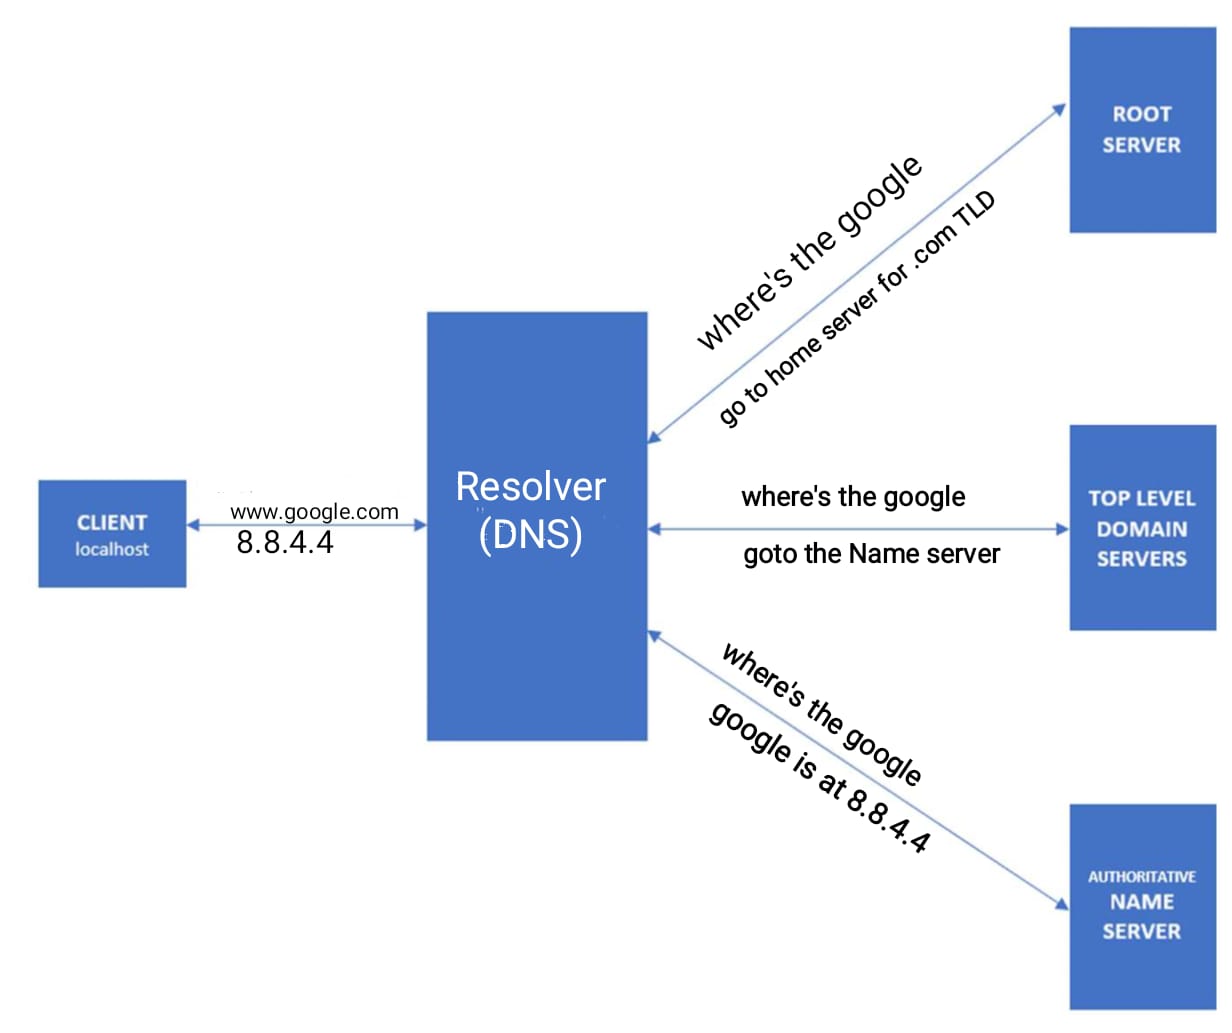 ROOT
SERVER
where's the google
go to home server for .com TLD
Resolver
(DNS)
CLIENT
localhost
www.google.com
8.8.4.4
where's the google
goto the Name server
TOP LEVEL
DOMAIN
SERVERS
where's the google
google is at 8.8.4.4
AUTHORITATIVE
NAME
SERVER